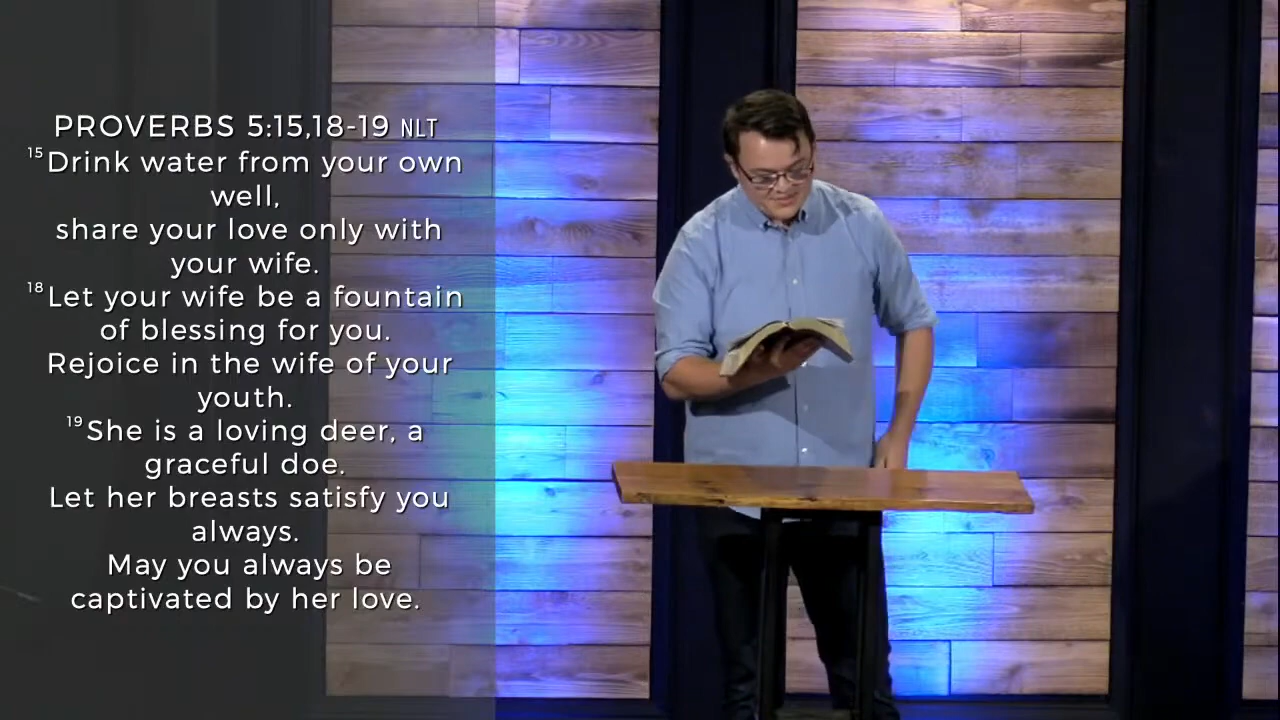 PROVERBS 5:15,18-19 NLT
15Drink water from your own
well,
share your love only with
your wife.
18Let your wife be a fountain
of blessing for you.
Rejoice in the wife of your
youth.
19She is a loving deer, a
graceful doe.
Let her breasts satisfy you
always.
May you always be
captivated by her love.